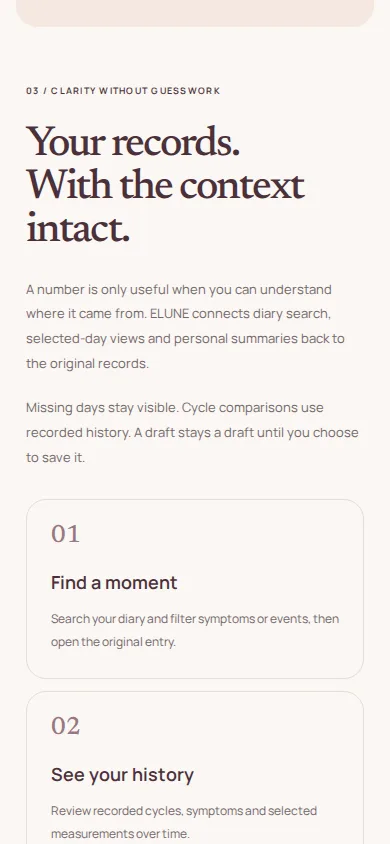 03 / CLARITY WITHOUT GUESSWORK
Your records.
With the context
intact.
A number is only useful when you can understand
where it came from. ELUNE connects diary search,
selected-day views and personal summaries back to
the original records.
Missing days stay visible. Cycle comparisons use
recorded history. A draft stays a draft until you choose
to save it.
01
Find a moment
Search your diary and filter symptoms or events, then
open the original entry.
02
See your history
Review recorded cycles, symptoms and selected
measurements over time.